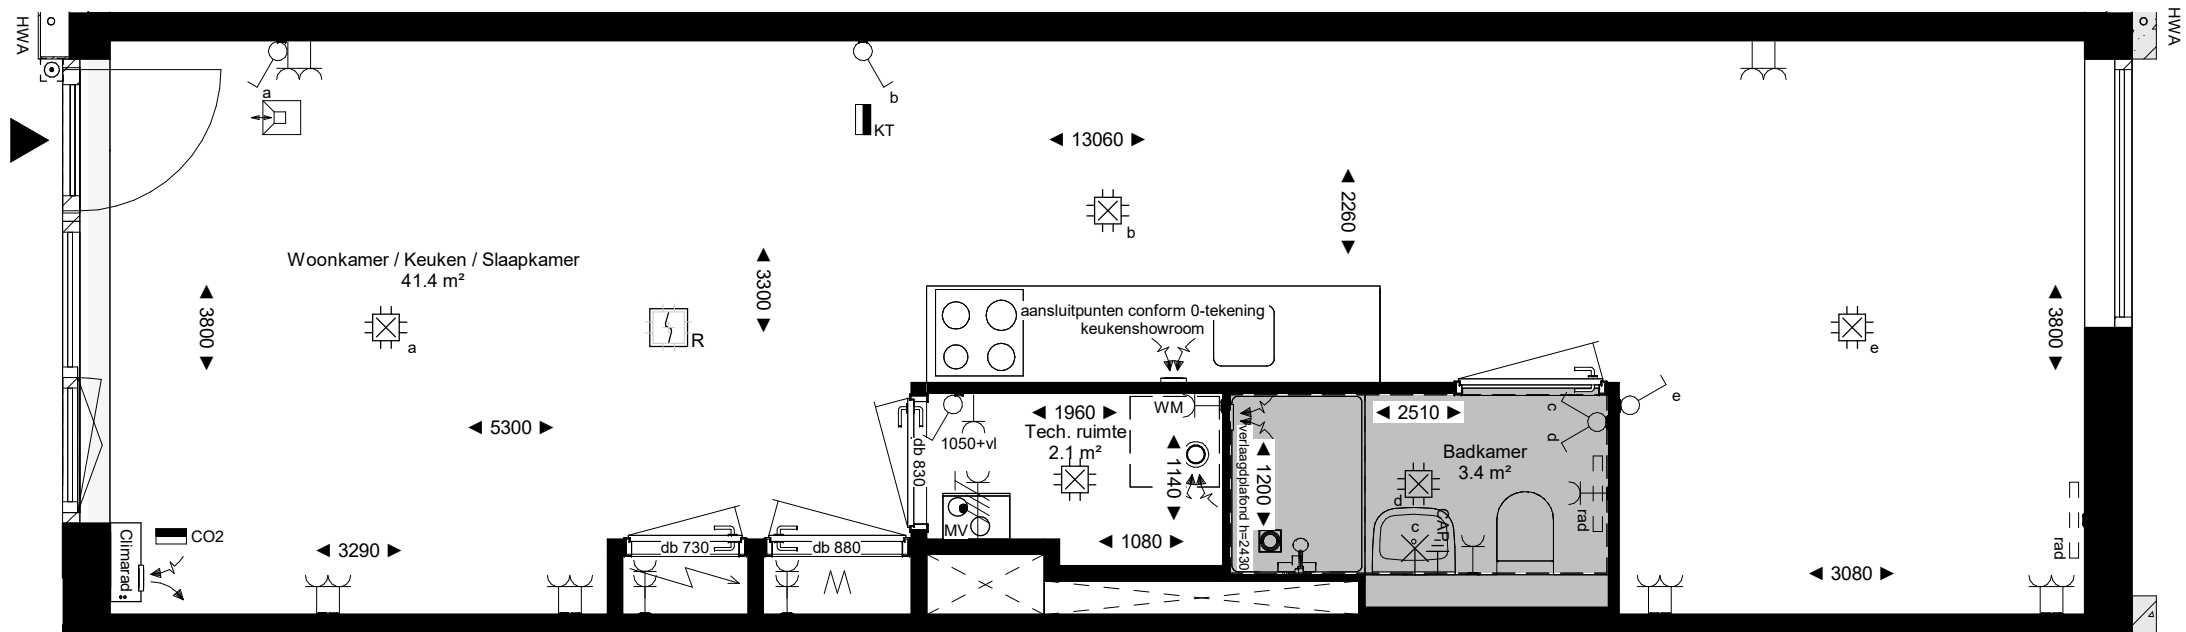 HWA
HWA
a
b
KT
13060
2260
b
Woonkamer / Keuken / Slaapkamer
41.4 m²
3300
3800
3800
aansluitpunten conform 0-tekening
keukenshowroom
a
R
e
e
5300
1960
WM
2510
c
d
1050+vl
Tech. ruimte
2.1 m²
db 830
1140
verlaagdplafond h=2430
1200
Badkamer
3.4 m²
d
c
CAP
rad
rad
MV
1080
Climarad
CO2
3290
db 730
db 880
3080